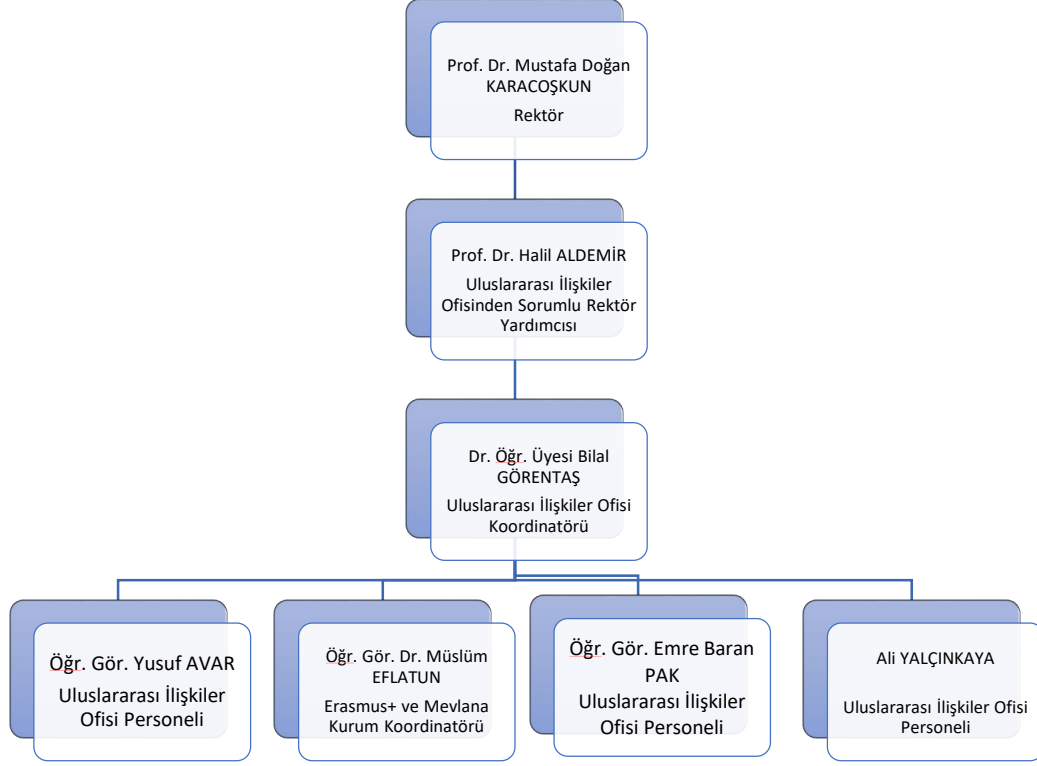 Prof. Dr. Mustafa Doğan
KARACOŞKUN
Rektör
Prof. Dr. Halil ALDEMİR
Uluslararası İlişkiler
Ofisinden Sorumlu Rektör
Yardımcısı
Dr. Öğr. Üyesi Bilal
GÖRENTAŞ
Uluslararası İlişkiler Ofisi
Koordinatörü
Öğr. Gör. Yusuf AVAR
Uluslararası İlişkiler
Ofisi Personeli
Öğr. Gör. Dr. Müslüm
EFLATUN
Erasmus+ ve Mevlana
Kurum Koordinatörü
Öğr. Gör. Emre Baran
PAK
Uluslararası İlişkiler
Ofisi Personeli
Ali YALÇINKAYA
Uluslararası İlişkiler Ofisi
Personeli